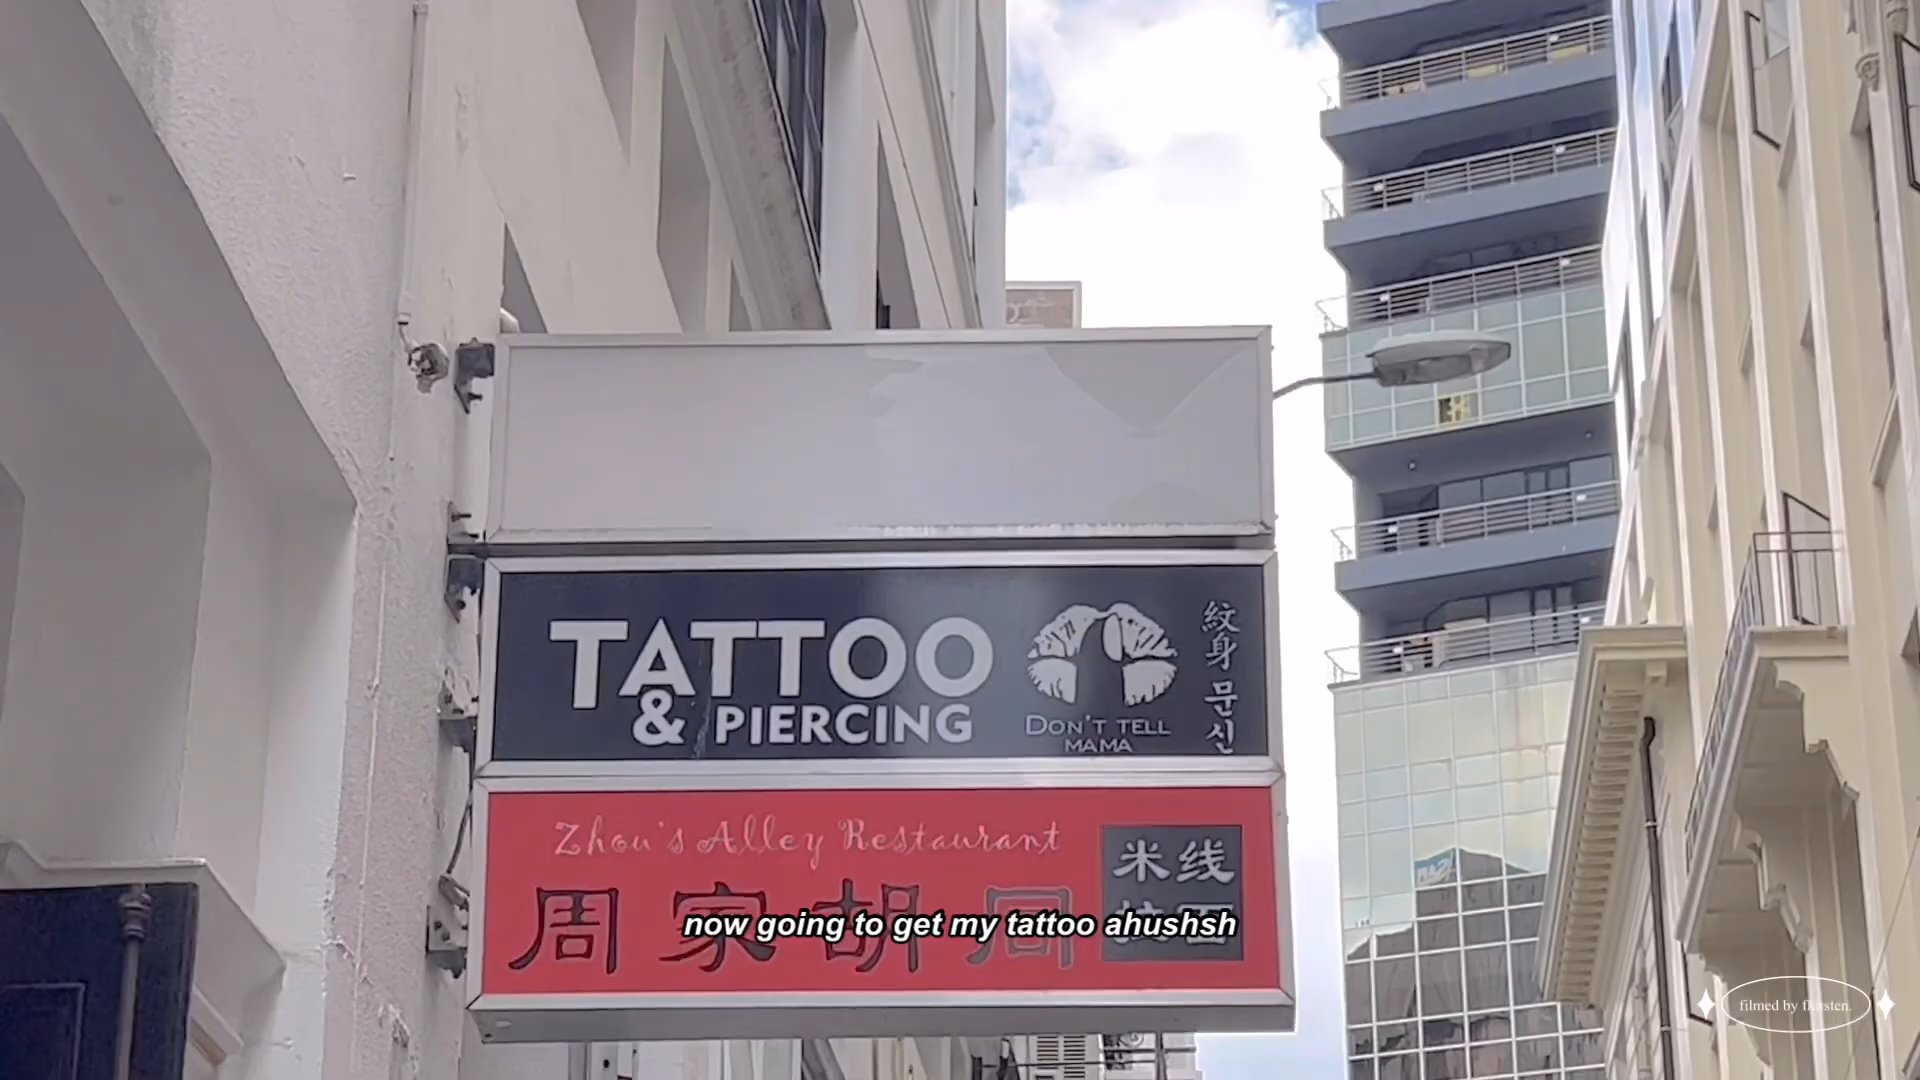 TATTOO
& PIERCING
DON'T TELL
MAMA
紋身 문신
Zhou's Alley Restaurant
周家胡同
米线
now going to get my tattoo ahushsh
filmed by